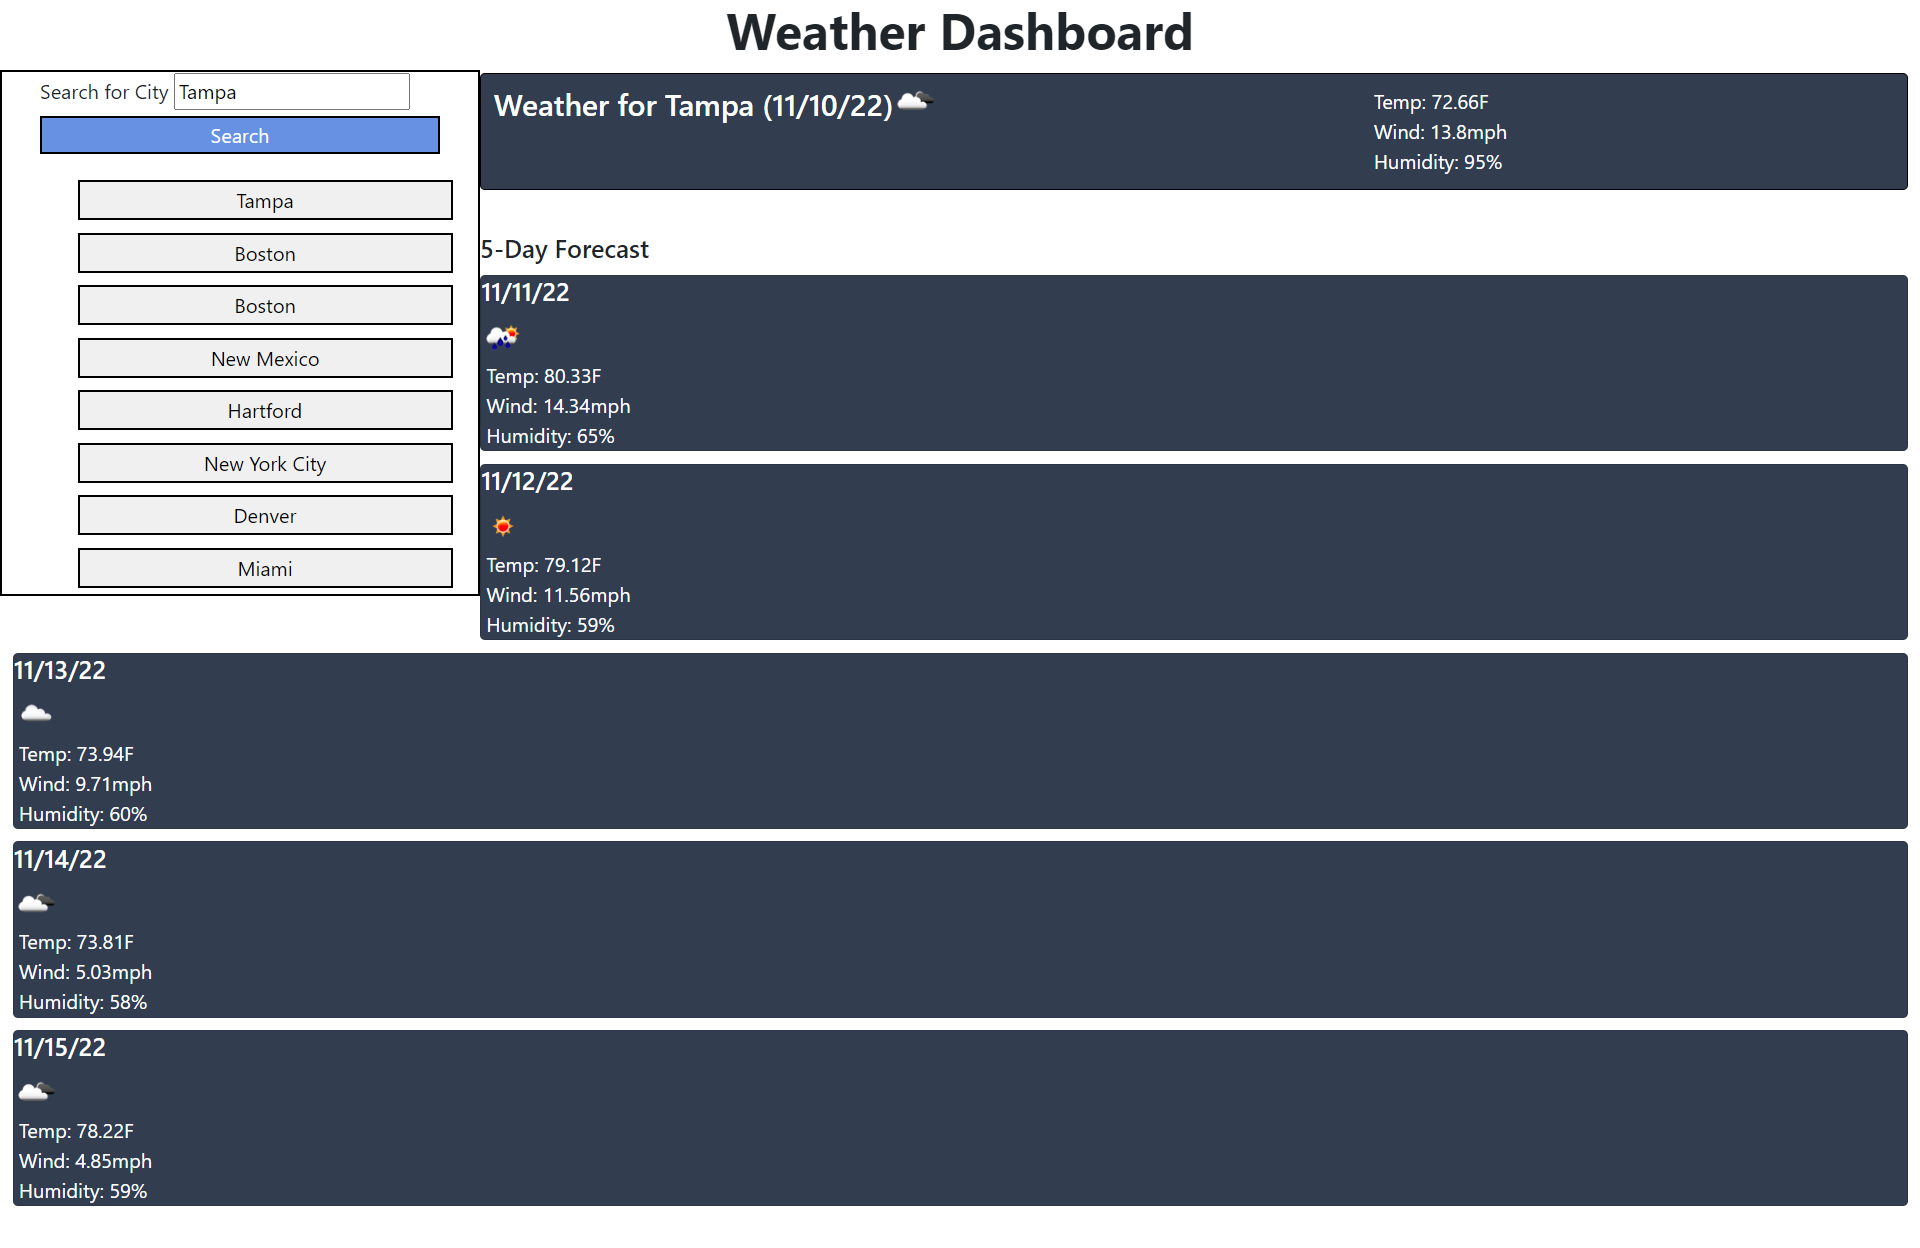 Weather Dashboard
Search for City Tampa
Search
Tampa
Boston
Boston
New Mexico
Hartford
New York City
Denver
Miami
Weather for Tampa (11/10/22)
Temp: 72.66F
Wind: 13.8mph
Humidity: 95%
5-Day Forecast
11/11/22
Temp: 80.33F
Wind: 14.34mph
Humidity: 65%
11/12/22
Temp: 79.12F
Wind: 11.56mph
Humidity: 59%
11/13/22
Temp: 73.94F
Wind: 9.71mph
Humidity: 60%
11/14/22
Temp: 73.81F
Wind: 5.03mph
Humidity: 58%
11/15/22
Temp: 78.22F
Wind: 4.85mph
Humidity: 59%